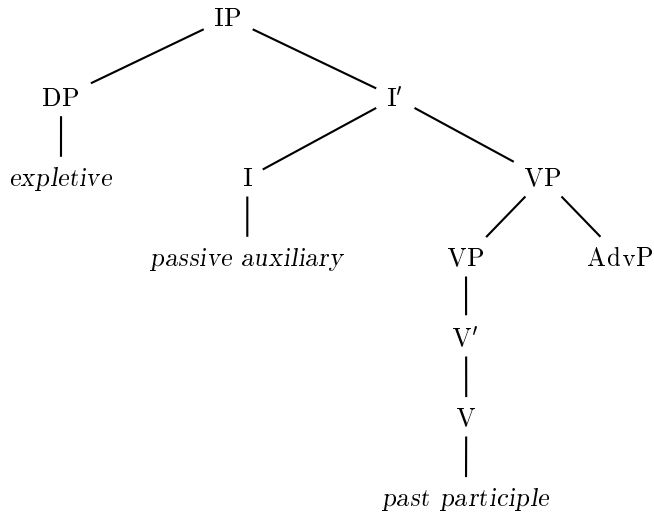 IP
DP I′
expletive I VP
passive auxiliary VP AdvP
V′
V
past participle